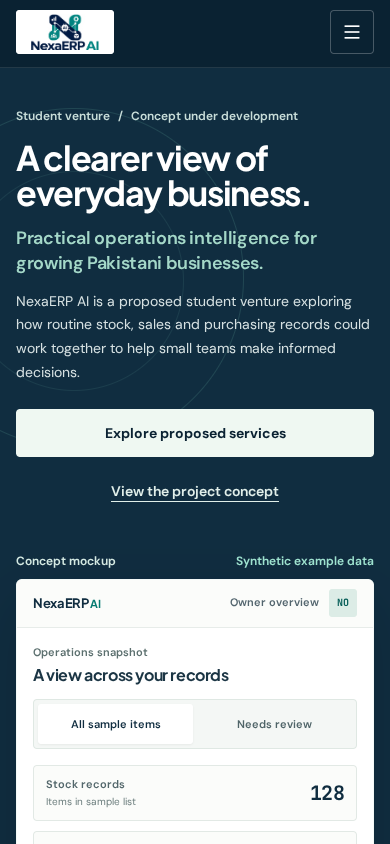 NexaERP AI
Student venture / Concept under development
A clearer view of
everyday business.
Practical operations intelligence for
growing Pakistani businesses.
NexaERP AI is a proposed student venture exploring
how routine stock, sales and purchasing records could
work together to help small teams make informed
decisions.
Explore proposed services
View the project concept
Concept mockup Synthetic example data
NexaERP AI Owner overview NO
Operations snapshot
A view across your records
All sample items Needs review
Stock records
Items in sample list
128